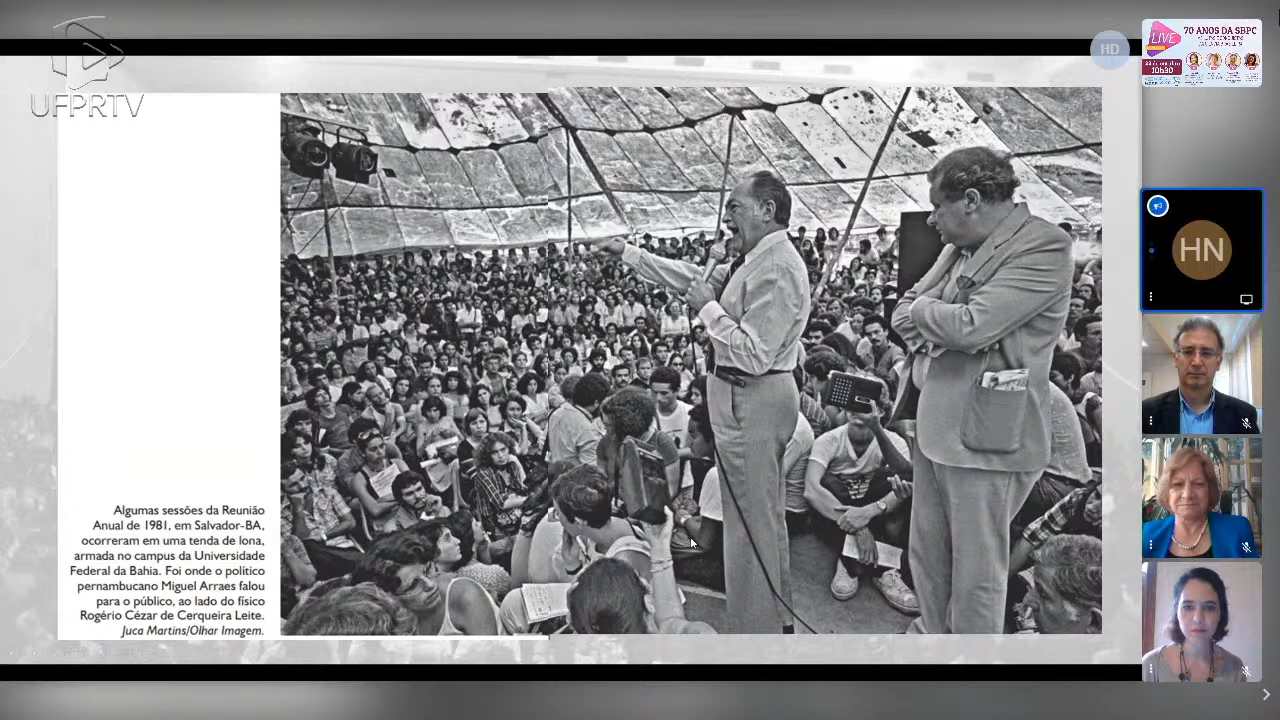 UFPRTV
HD
LIVE
70 ANOS DA SBPC
10h30
HN
Algumas sessões da Reunião
Anual de 1981, em Salvador-BA,
ocorreram em uma tenda de lona,
armada no campus da Universidade
Federal da Bahia. Foi onde o político
pernambucano Miguel Arraes falou
para o público, ao lado do físico
Rogério Cézar de Cerqueira Leite.
Juca Martins/Olhar Imagem.